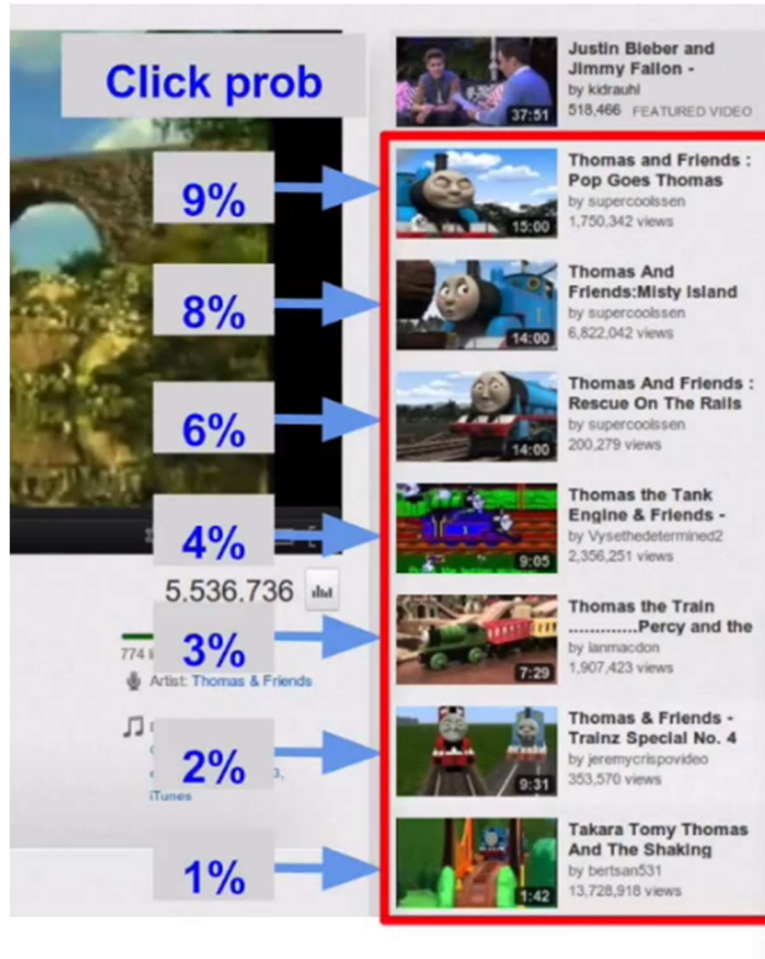 Click prob
Justin Bieber and
Jimmy Fallon -
by kidrauhl
518,466 FEATURED VIDEO
37:51
9%
Thomas and Friends :
Pop Goes Thomas
by supercoolssen
1,750,342 views
15:00
8%
Thomas And
Friends:Misty Island
by supercoolssen
6,822,042 views
14:00
6%
Thomas And Friends :
Rescue On The Rails
by supercoolssen
200,279 views
14:00
4%
Thomas the Tank
Engine & Friends -
by Vysethedetermined2
2,356,251 views
9:05
5.536.736
3%
774
Artist: Thomas & Friends
Thomas the Train
.............Percy and the
by ianmacdon
1,907,423 views
7:29
2%
iTunes
Thomas & Friends -
Trainz Special No. 4
by jeremycrispovideo
353,570 views
9:31
1%
Takara Tomy Thomas
And The Shaking
by bertsan531
13,728,918 views
1:42